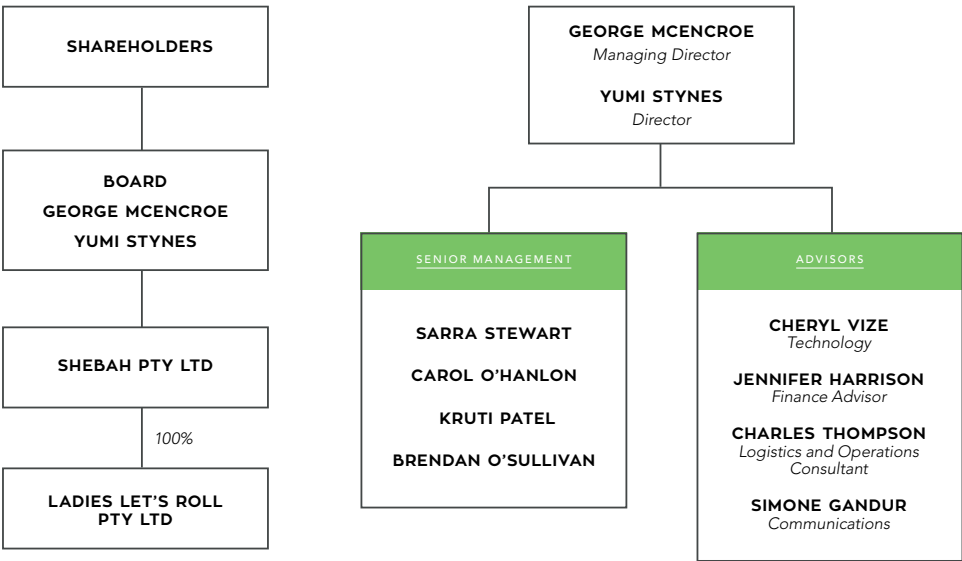 SHAREHOLDERS
BOARD
GEORGE MCENCROE
YUMI STYNES
SHEBAH PTY LTD
100%
LADIES LET'S ROLL
PTY LTD
GEORGE MCENCROE
Managing Director
YUMI STYNES
Director
SENIOR MANAGEMENT
SARRA STEWART
CAROL O'HANLON
KRUTI PATEL
BRENDAN O'SULLIVAN
ADVISORS
CHERYL VIZE
Technology
JENNIFER HARRISON
Finance Advisor
CHARLES THOMPSON
Logistics and Operations
Consultant
SIMONE GANDUR
Communications